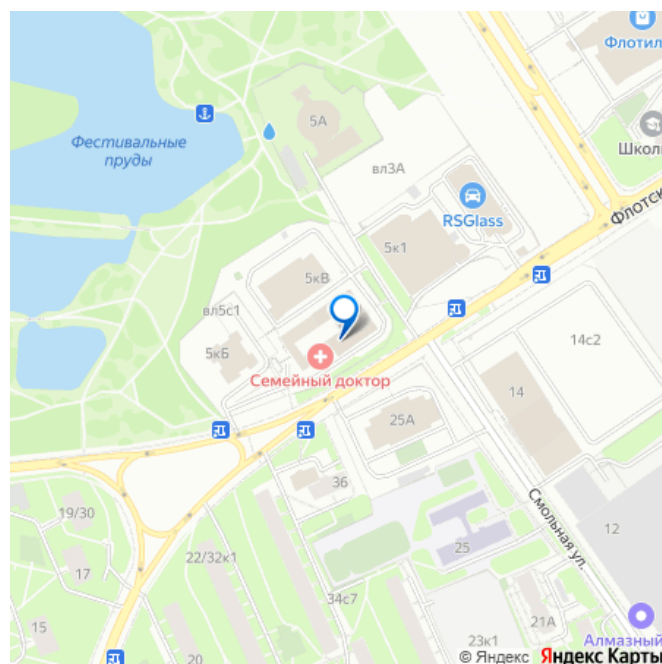 Флотил
5А
Фестивальные
пруды
Школ
вл3А
RSGlass
Флотск
5к1
5кВ
вл5с1
14с2
5кБ
Семейный доктор
14
25А
36
19/30
Смольная ул.
12
22/32к1
25
17
34с7
15
21А
23к1
Алмазный
20
© Яндекс Яндекс Карты